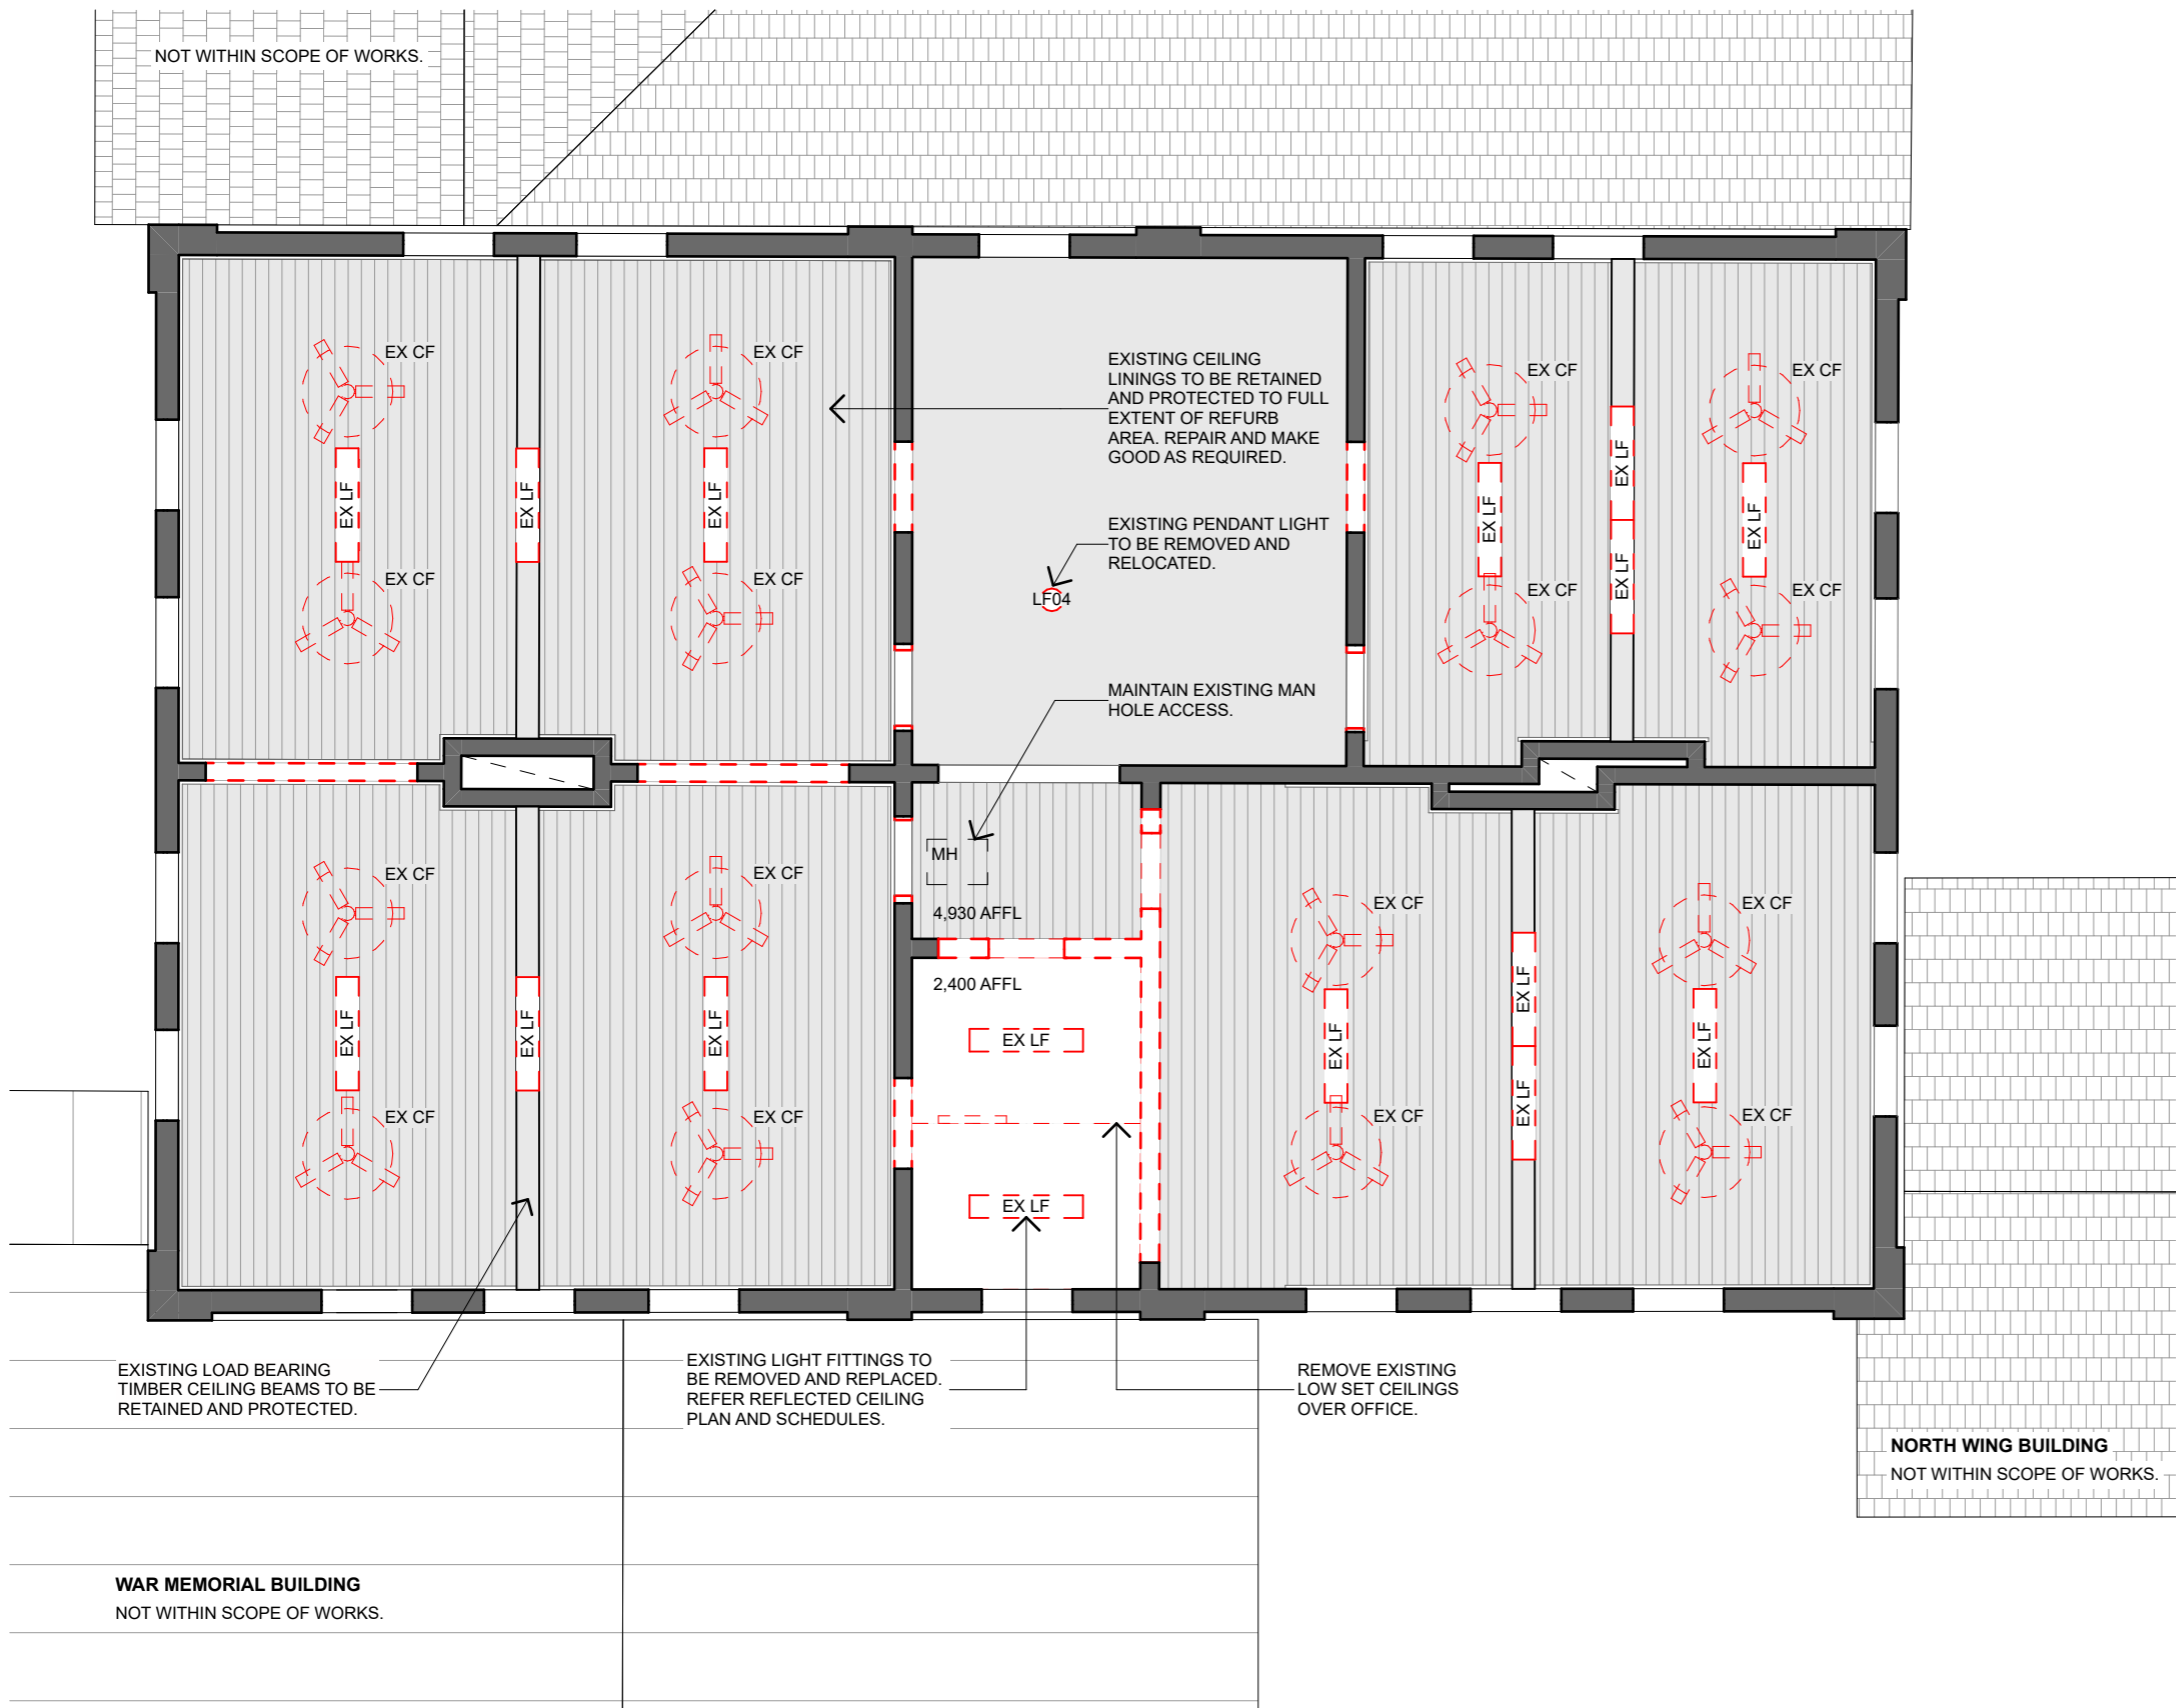 NOT WITHIN SCOPE OF WORKS.
EX CF
EX CF
EX CF
EX CF
EXISTING CEILING
LININGS TO BE RETAINED
AND PROTECTED TO FULL
EXTENT OF REFURB
AREA. REPAIR AND MAKE
GOOD AS REQUIRED.
EX LF
EX LF
EX LF
EX LF
EX LF
EX LF
EX LF
EXISTING PENDANT LIGHT
TO BE REMOVED AND
RELOCATED.
EX CF
EX CF
EX CF
EX CF
LF04
MAINTAIN EXISTING MAN
HOLE ACCESS.
MH
EX CF
EX CF
EX CF
EX CF
4,930 AFFL
2,400 AFFL
EX LF
EX LF
EX LF
EX LF
EX LF
EX LF
EX LF
EX LF
EX CF
EX CF
EX CF
EX CF
EX LF
EXISTING LOAD BEARING
TIMBER CEILING BEAMS TO BE
RETAINED AND PROTECTED.
EXISTING LIGHT FITTINGS TO
BE REMOVED AND REPLACED.
REFER REFLECTED CEILING
PLAN AND SCHEDULES.
REMOVE EXISTING
LOW SET CEILINGS
OVER OFFICE.
NORTH WING BUILDING
NOT WITHIN SCOPE OF WORKS.
WAR MEMORIAL BUILDING
NOT WITHIN SCOPE OF WORKS.